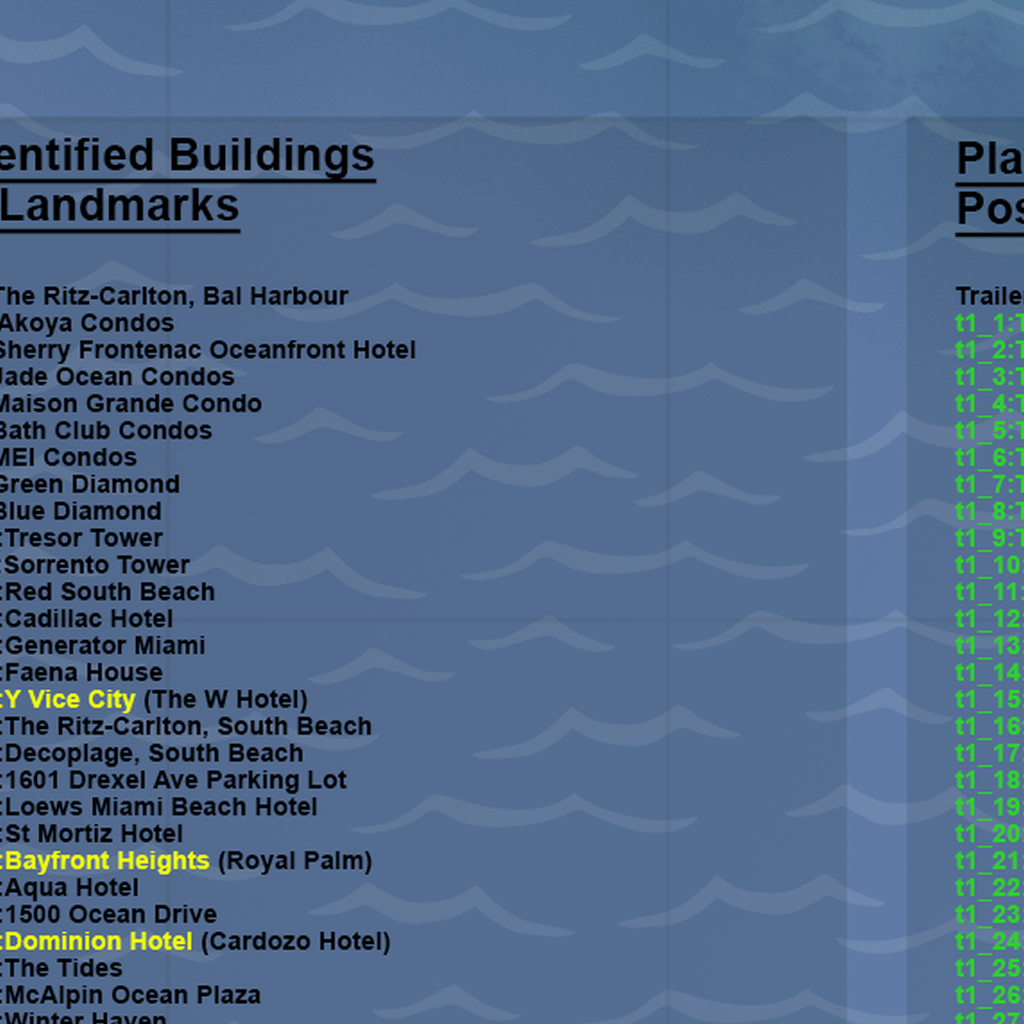 entified Buildings
Landmarks
The Ritz-Carlton, Bal Harbour
Akoya Condos
Sherry Frontenac Oceanfront Hotel
Jade Ocean Condos
Maison Grande Condo
Bath Club Condos
MEI Condos
Green Diamond
Blue Diamond
:Tresor Tower
:Sorrento Tower
:Red South Beach
:Cadillac Hotel
:Generator Miami
:Faena House
:Y Vice City (The W Hotel)
:The Ritz-Carlton, South Beach
:Decoplage, South Beach
:1601 Drexel Ave Parking Lot
:Loews Miami Beach Hotel
:St Mortiz Hotel
:Bayfront Heights (Royal Palm)
:Aqua Hotel
:1500 Ocean Drive
:Dominion Hotel (Cardozo Hotel)
:The Tides
:McAlpin Ocean Plaza
:Winter Haven
Pla
Pos
Traile
t1_1:T
t1_2:T
t1_3:T
t1_4:T
t1_5:T
t1_6:T
t1_7:T
t1_8:T
t1_9:T
t1_10:
t1_11:
t1_12:
t1_13:
t1_14:
t1_15:
t1_16:
t1_17:
t1_18:
t1_19:
t1_20:
t1_21:
t1_22:
t1_23:
t1_24:
t1_25:
t1_26:
t1_27: